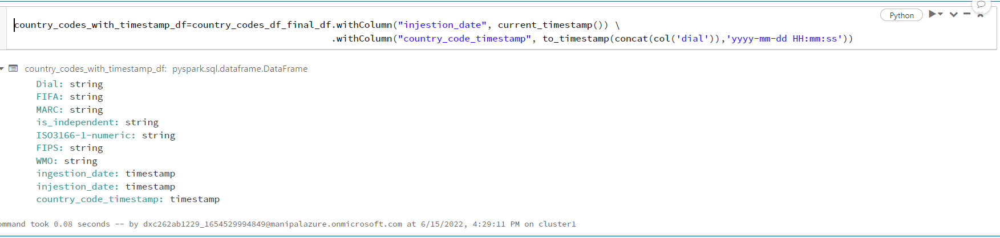 Python
country_codes_with_timestamp_df=country_codes_df_final_df.withColumn("injestion_date", current_timestamp()) \
.withColumn("country_code_timestamp", to_timestamp(concat(col('dial')),'yyyy-mm-dd HH:mm:ss'))
country_codes_with_timestamp_df: pyspark.sql.dataframe.DataFrame
Dial: string
FIFA: string
MARC: string
is_independent: string
ISO3166-1-numeric: string
FIPS: string
WMO: string
ingestion_date: timestamp
injestion_date: timestamp
country_code_timestamp: timestamp
ommand took 0.08 seconds -- by dxc262ab1229_1654529994849@manipalazure.onmicrosoft.com at 6/15/2022, 4:29:11 PM on cluster1